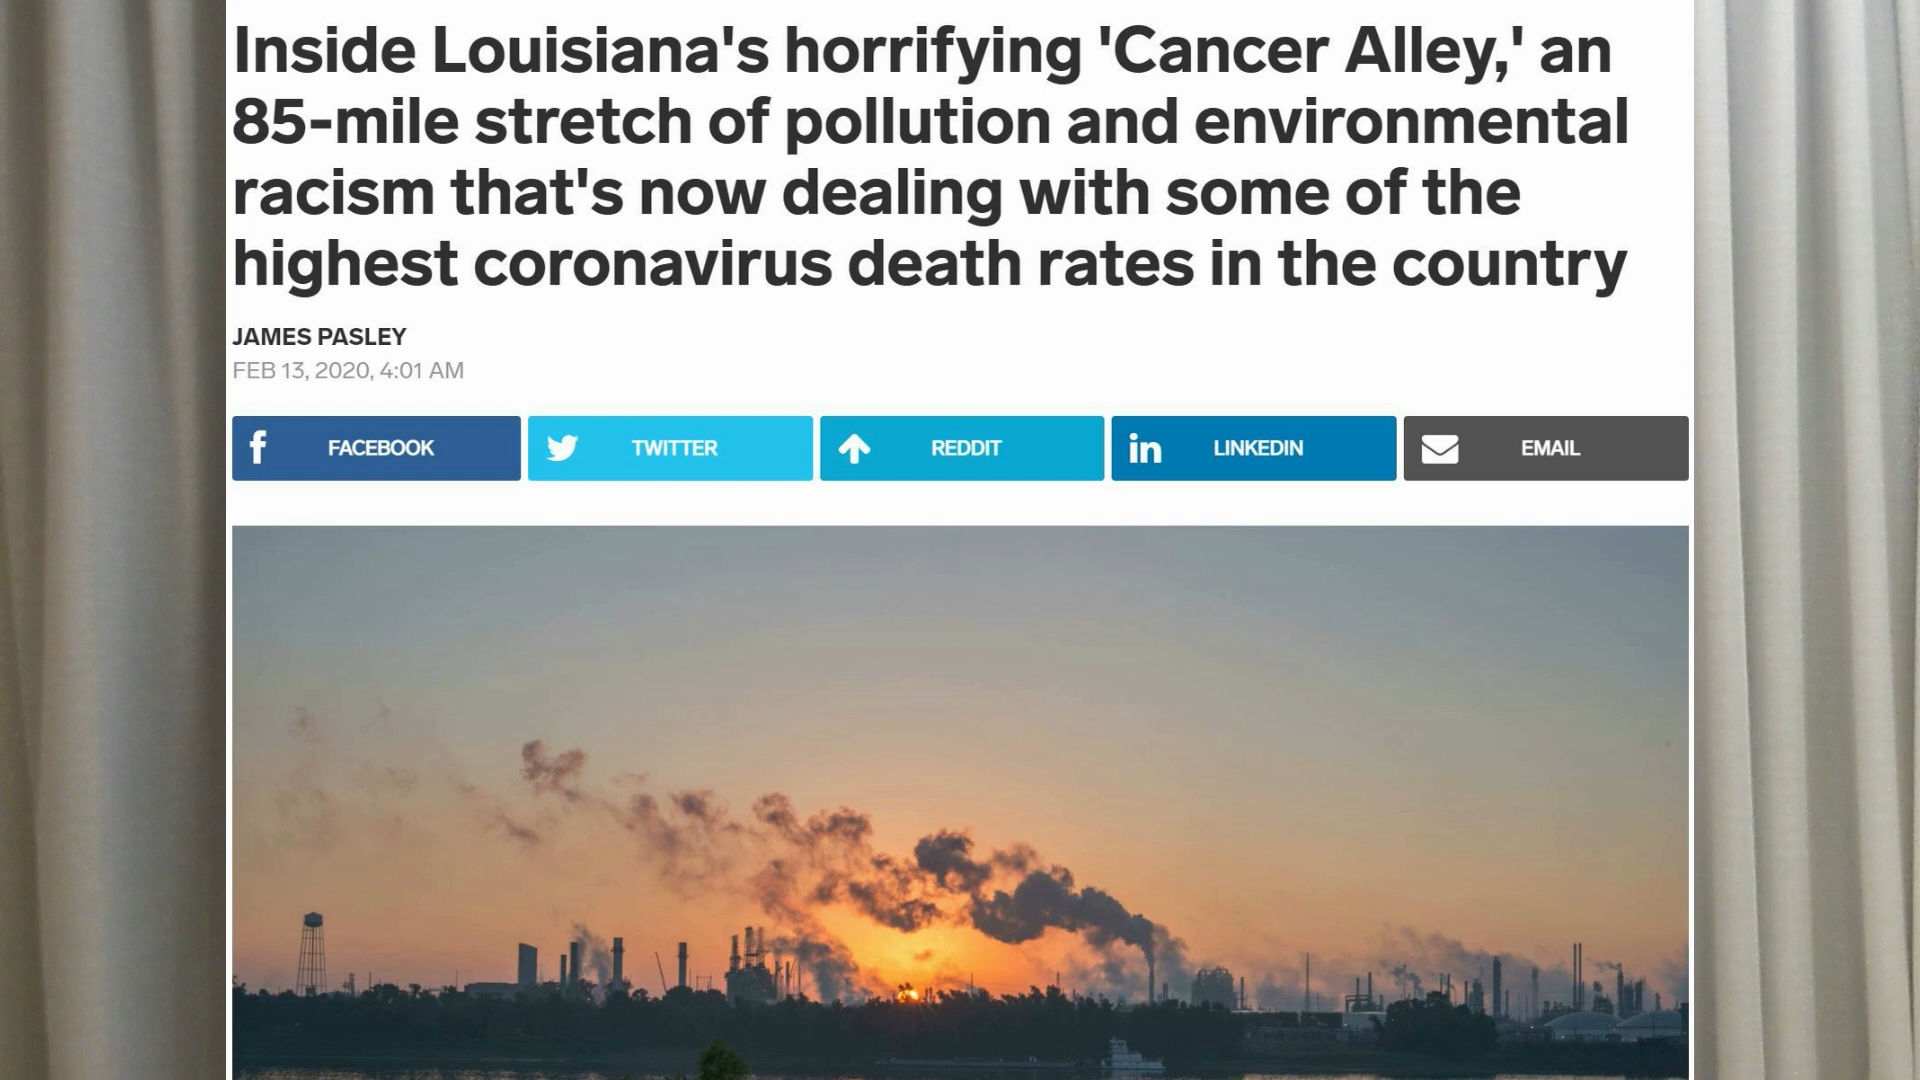 Inside Louisiana's horrifying 'Cancer Alley,' an
85-mile stretch of pollution and environmental
racism that's now dealing with some of the
highest coronavirus death rates in the country
JAMES PASLEY
FEB 13, 2020, 4:01 AM
FACEBOOK TWITTER REDDIT LINKEDIN EMAIL